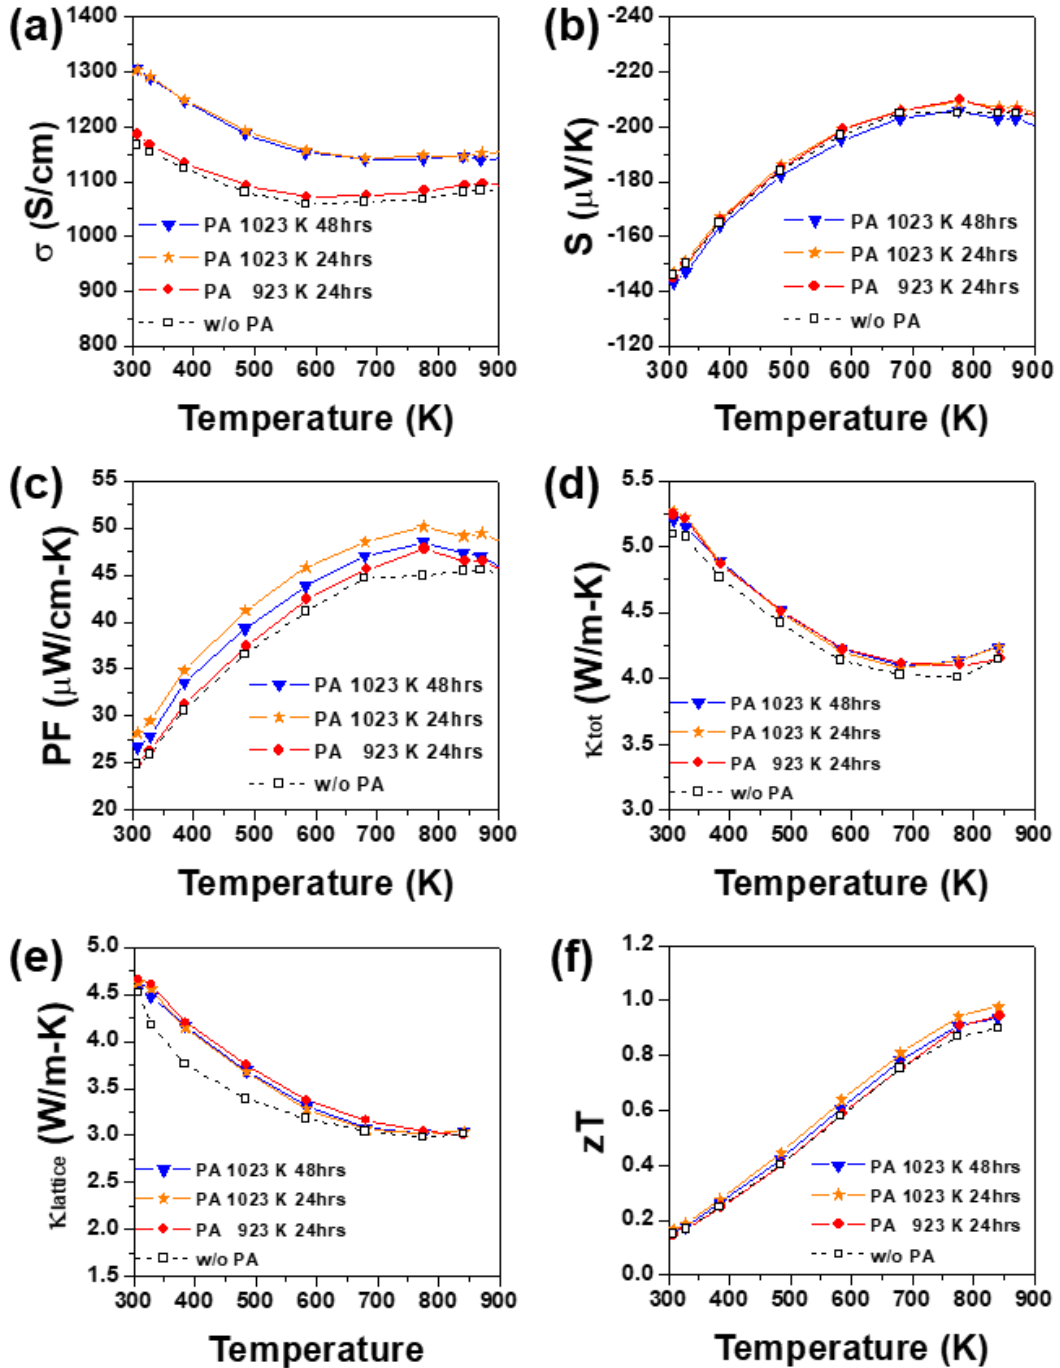 (a)
1400
1300
1200
1100
1000
900
800
σ (S/cm)
PA 1023 K 48hrs
PA 1023 K 24hrs
PA 923 K 24hrs
w/o PA
300 400 500 600 700 800 900
Temperature (K)
(b)
-240
-220
-200
-180
-160
-140
-120
S (μV/K)
PA 1023 K 48hrs
PA 1023 K 24hrs
PA 923 K 24hrs
w/o PA
300 400 500 600 700 800 900
Temperature (K)
(c)
55
50
45
40
35
30
25
20
PF (μW/cm-K)
PA 1023 K 48hrs
PA 1023 K 24hrs
PA 923 K 24hrs
w/o PA
300 400 500 600 700 800 900
Temperature (K)
(d)
5.5
5.0
4.5
4.0
3.5
3.0
κtot (W/m-K)
PA 1023 K 48hrs
PA 1023 K 24hrs
PA 923 K 24hrs
w/o PA
300 400 500 600 700 800 900
Temperature (K)
(e)
5.0
4.5
4.0
3.5
3.0
2.5
2.0
1.5
κlattice (W/m-K)
PA 1023 K 48hrs
PA 1023 K 24hrs
PA 923 K 24hrs
w/o PA
300 400 500 600 700 800 900
Temperature
(f)
1.2
1.0
0.8
0.6
0.4
0.2
0.0
zT
PA 1023 K 48hrs
PA 1023 K 24hrs
PA 923 K 24hrs
w/o PA
300 400 500 600 700 800 900
Temperature (K)